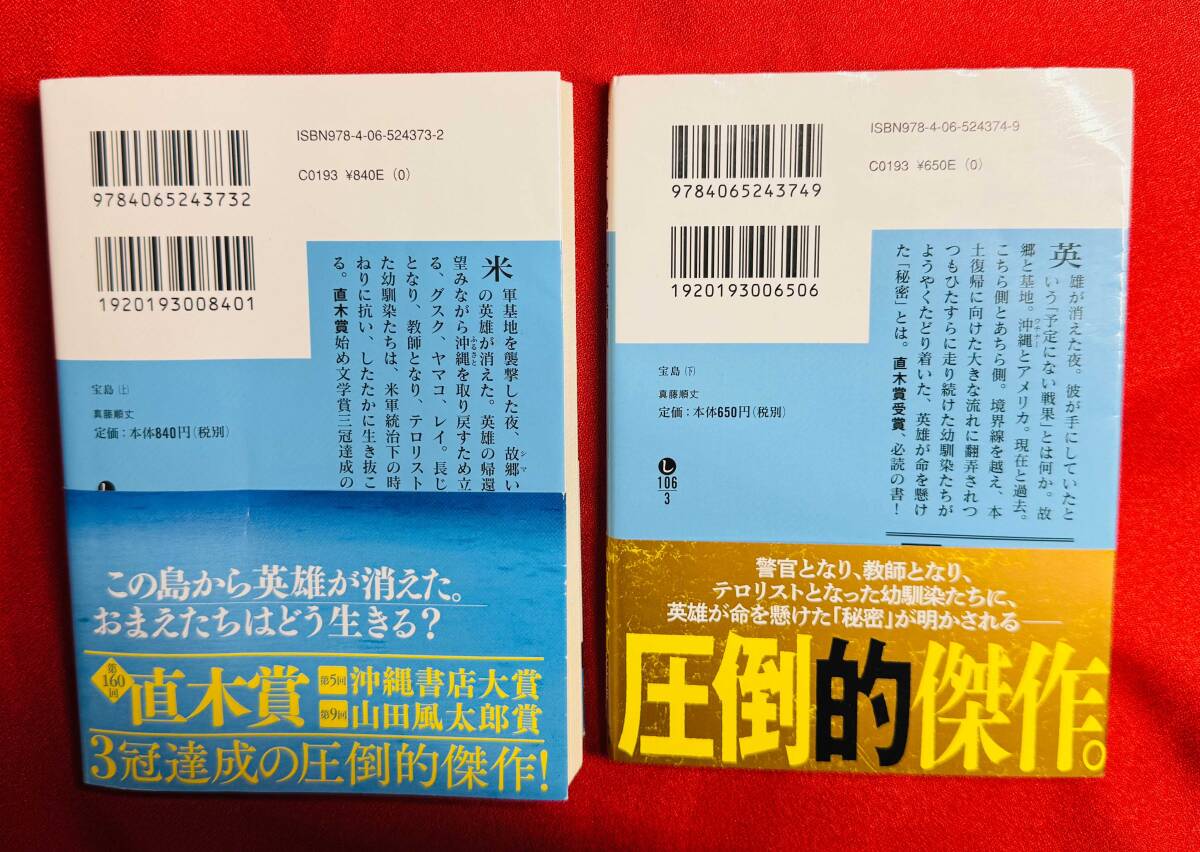 ISBN978-4-06-524373-2
C0193 ¥840E (0)
9784065243732
1920193008401
米軍基地を襲撃した夜、故郷い
の英雄が消えた。英雄の帰還
望みながら沖縄を取り戻すため立
る、グスク、ヤマコ、レイ。長じ
となり、教師となり、テロリスト
た幼馴染たちは、米軍統治下の時
ねりに抗い、したたかに生き抜こ
る。直木賞始め文学賞三冠達成の
シマ
ふるさと
宝島(上)
真藤順丈
定価:本体840円(税別)
この島から英雄が消えた。
おまえたちはどう生きる?
第160回 直木賞
第5回 沖縄書店大賞
第9回 山田風太郎賞
3冠達成の圧倒的傑作!
ISBN978-4-06-524374-9
C0193 ¥650E (0)
9784065243749
1920193006506
英雄が消えた夜。彼が手にしていたと
いう「予定にない戦果」とは何か。故
郷と基地。沖縄とアメリカ。現在と過去。
こちら側とあちら側。境界線を越え、本
土復帰に向けた大きな流れに翻弄されつ
つもひたすらに走り続けた幼馴染たちが
ようやくたどり着いた、英雄が命を懸け
た「秘密」とは。直木賞受賞、必読の書!
ウチナー
宝島(下)
真藤順丈
定価:本体650円(税別)
し
106
3
警官となり、教師となり、
テロリストとなった幼馴染たちに、
英雄が命を懸けた「秘密」が明かされる——
圧倒的傑作。